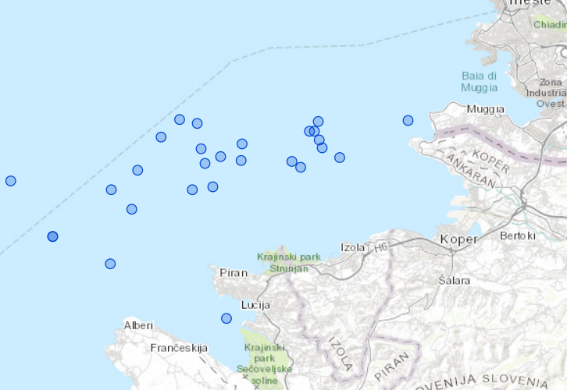 Trieste
Chiadin
Baia di
Muggia
Zona
Industria
Ovest
Muggia
KOPER
ANKARAN
Koper
Bertoki
Izola
H6
Krajinski park
Strunjan
Šalara
Piran
Lucija
Alberi
Frančeskija
Krajinski
park
Sečoveljske
soline
IZOLA
PIRAN
OVENIJA SLOVENIA